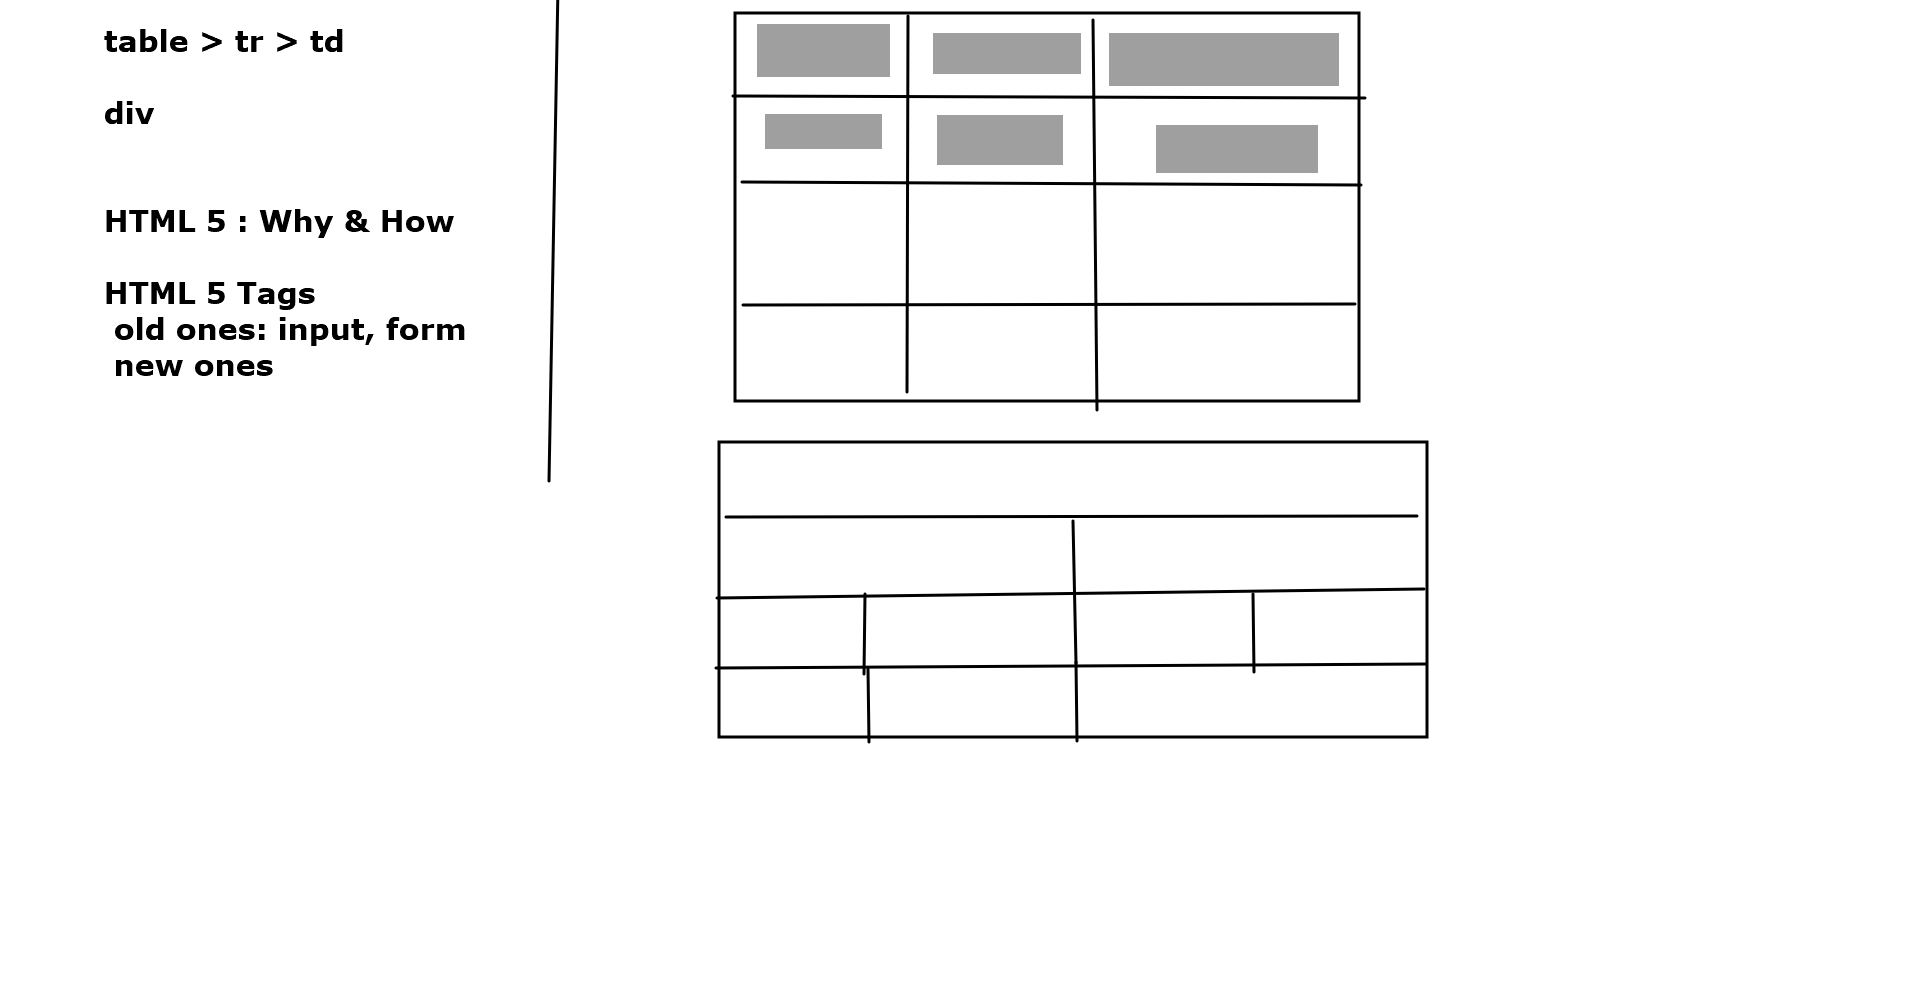 table > tr > td
div
HTML 5 : Why & How
HTML 5 Tags
old ones: input, form
new ones